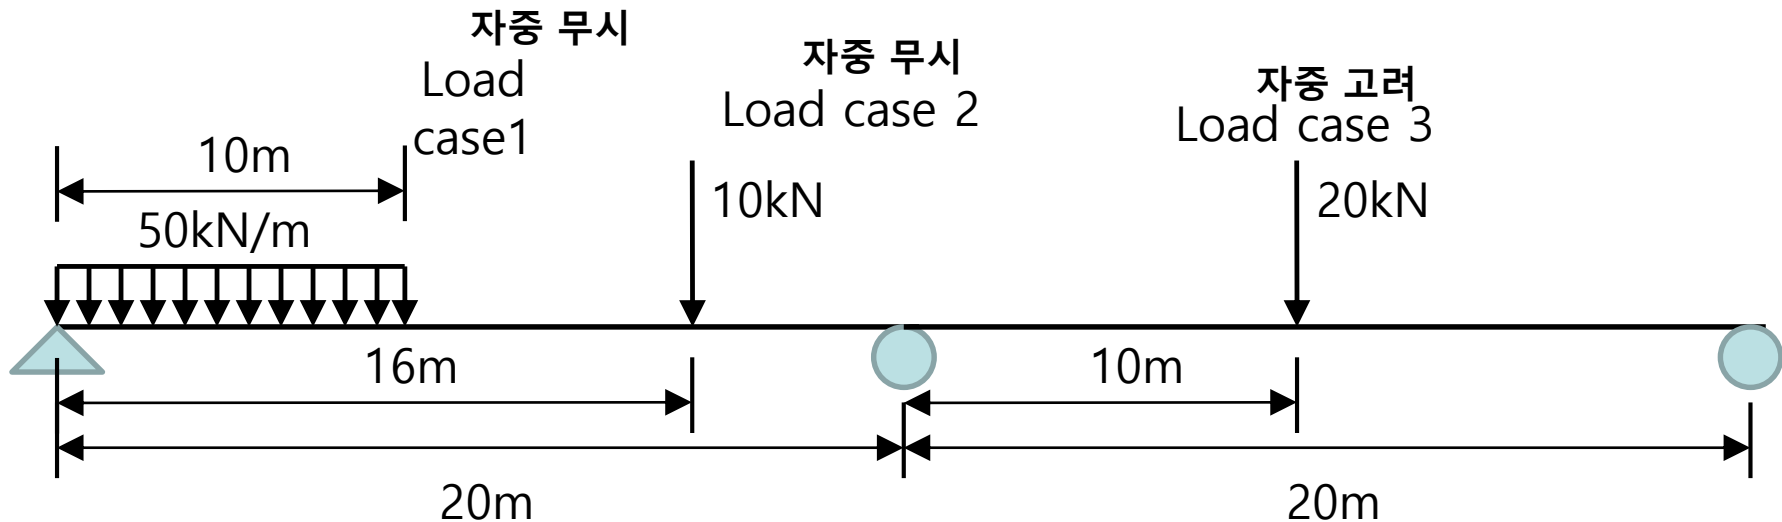 자중 무시
Load
case1
자중 무시
Load case 2
자중 고려
Load case 3
10m
50kN/m
10kN
20kN
16m
10m
20m
20m